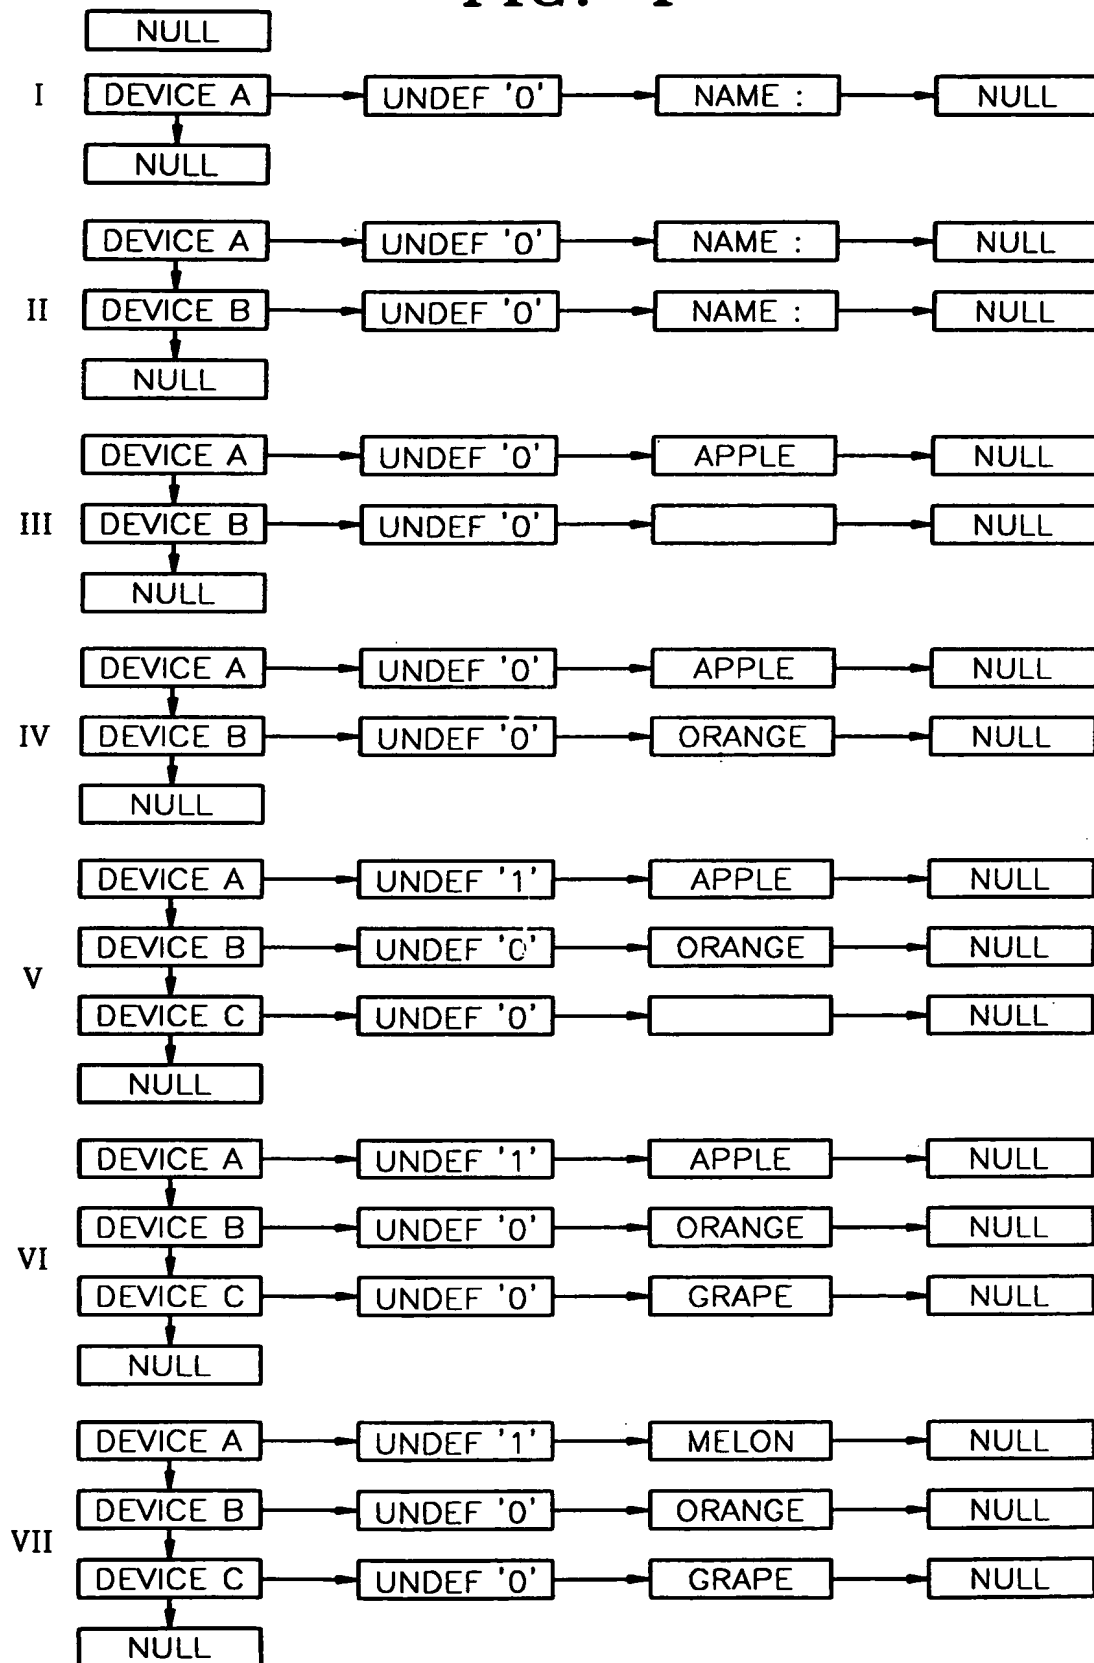 NULL
I DEVICE A UNDEF '0' NAME : NULL
NULL
DEVICE A UNDEF '0' NAME : NULL
II DEVICE B UNDEF '0' NAME : NULL
NULL
DEVICE A UNDEF '0' APPLE NULL
III DEVICE B UNDEF '0' NULL
NULL
DEVICE A UNDEF '0' APPLE NULL
IV DEVICE B UNDEF '0' ORANGE NULL
NULL
DEVICE A UNDEF '1' APPLE NULL
DEVICE B UNDEF '0' ORANGE NULL
V
DEVICE C UNDEF '0' NULL
NULL
DEVICE A UNDEF '1' APPLE NULL
DEVICE B UNDEF '0' ORANGE NULL
VI
DEVICE C UNDEF '0' GRAPE NULL
NULL
DEVICE A UNDEF '1' MELON NULL
DEVICE B UNDEF '0' ORANGE NULL
VII
DEVICE C UNDEF '0' GRAPE NULL
NULL